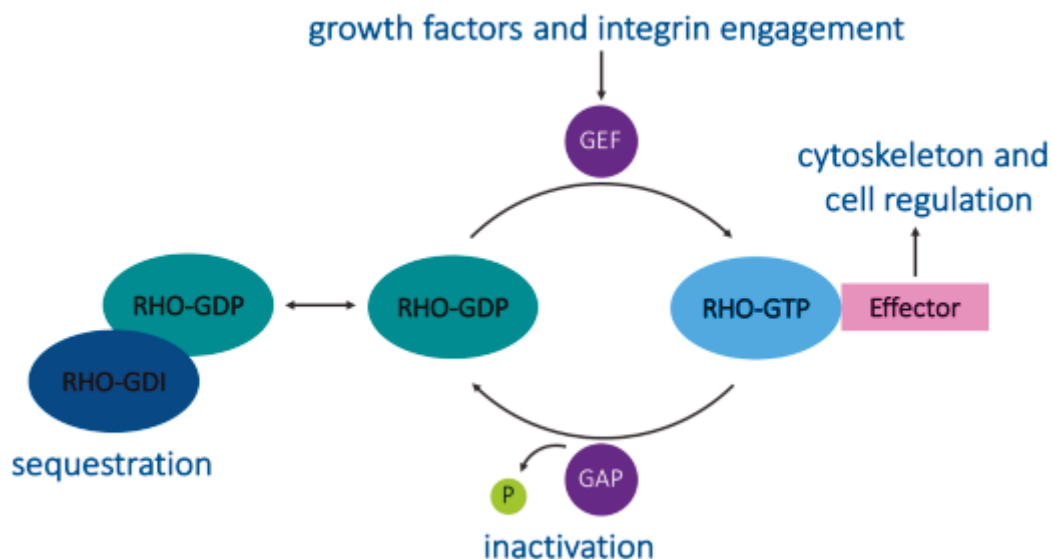 growth factors and integrin engagement
GEF
cytoskeleton and
cell regulation
RHO-GDP
RHO-GDP
RHO-GTP
Effector
RHO-GDI
sequestration
GAP
P
inactivation